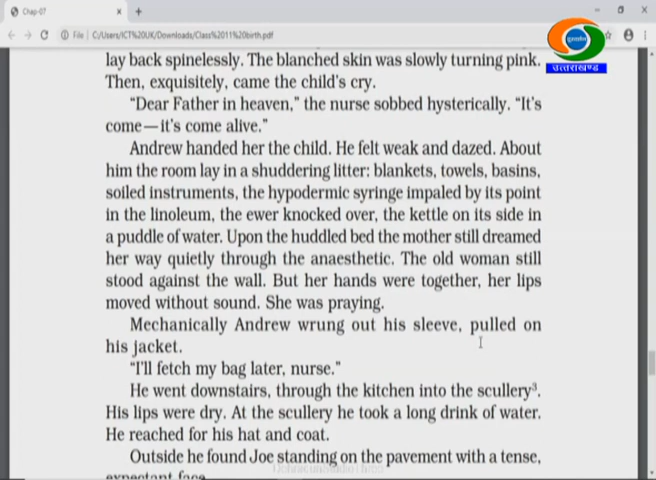 Chap-07
File | C:/Users/ICT%20UK/Downloads/Class%2011%20birth.pdf
उत्तराखण्ड
lay back spinelessly. The blanched skin was slowly turning pink.
Then, exquisitely, came the child's cry.
“Dear Father in heaven,” the nurse sobbed hysterically. “It's
come—it's come alive.”
Andrew handed her the child. He felt weak and dazed. About
him the room lay in a shuddering litter: blankets, towels, basins,
soiled instruments, the hypodermic syringe impaled by its point
in the linoleum, the ewer knocked over, the kettle on its side in
a puddle of water. Upon the huddled bed the mother still dreamed
her way quietly through the anaesthetic. The old woman still
stood against the wall. But her hands were together, her lips
moved without sound. She was praying.
Mechanically Andrew wrung out his sleeve, pulled on
his jacket.
“I'll fetch my bag later, nurse.”
He went downstairs, through the kitchen into the scullery³.
His lips were dry. At the scullery he took a long drink of water.
He reached for his hat and coat.
Outside he found Joe standing on the pavement with a tense,
expectant face.